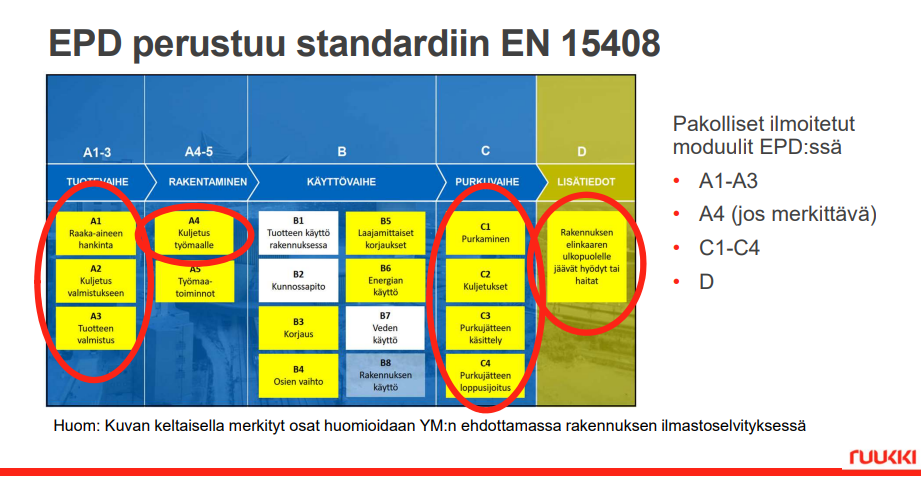 EPD perustuu standardiin EN 15408
A1-3
A4-5
B
C
D
TUOTEVAIHE
RAKENTAMINEN
KÄYTTÖVAIHE
PURKUVAIHE
LISÄTIEDOT
A1
Raaka-aineen
hankinta
A2
Kuljetus
valmistukseen
A3
Tuotteen
valmistus
A4
Kuljetus
työmaalle
A5
Työmaa-
toiminnot
B1
Tuotteen käyttö
rakennuksessa
B2
Kunnossapito
B3
Korjaus
B4
Osien vaihto
B5
Laajamittaiset
korjaukset
B6
Energian
käyttö
B7
Veden
käyttö
B8
Rakennuksen
käyttö
C1
Purkaminen
C2
Kuljetukset
C3
Purkujätteen
käsittely
C4
Purkujätteen
loppusijoitus
Rakennuksen
elinkaaren
ulkopuolelle
jäävät hyödyt tai
haitat
Pakolliset ilmoitetut
moduulit EPD:ssä
• A1-A3
• A4 (jos merkittävä)
• C1-C4
• D
Huom: Kuvan keltaisella merkityt osat huomioidaan YM:n ehdottamassa rakennuksen ilmastoselvityksessä
ruukki